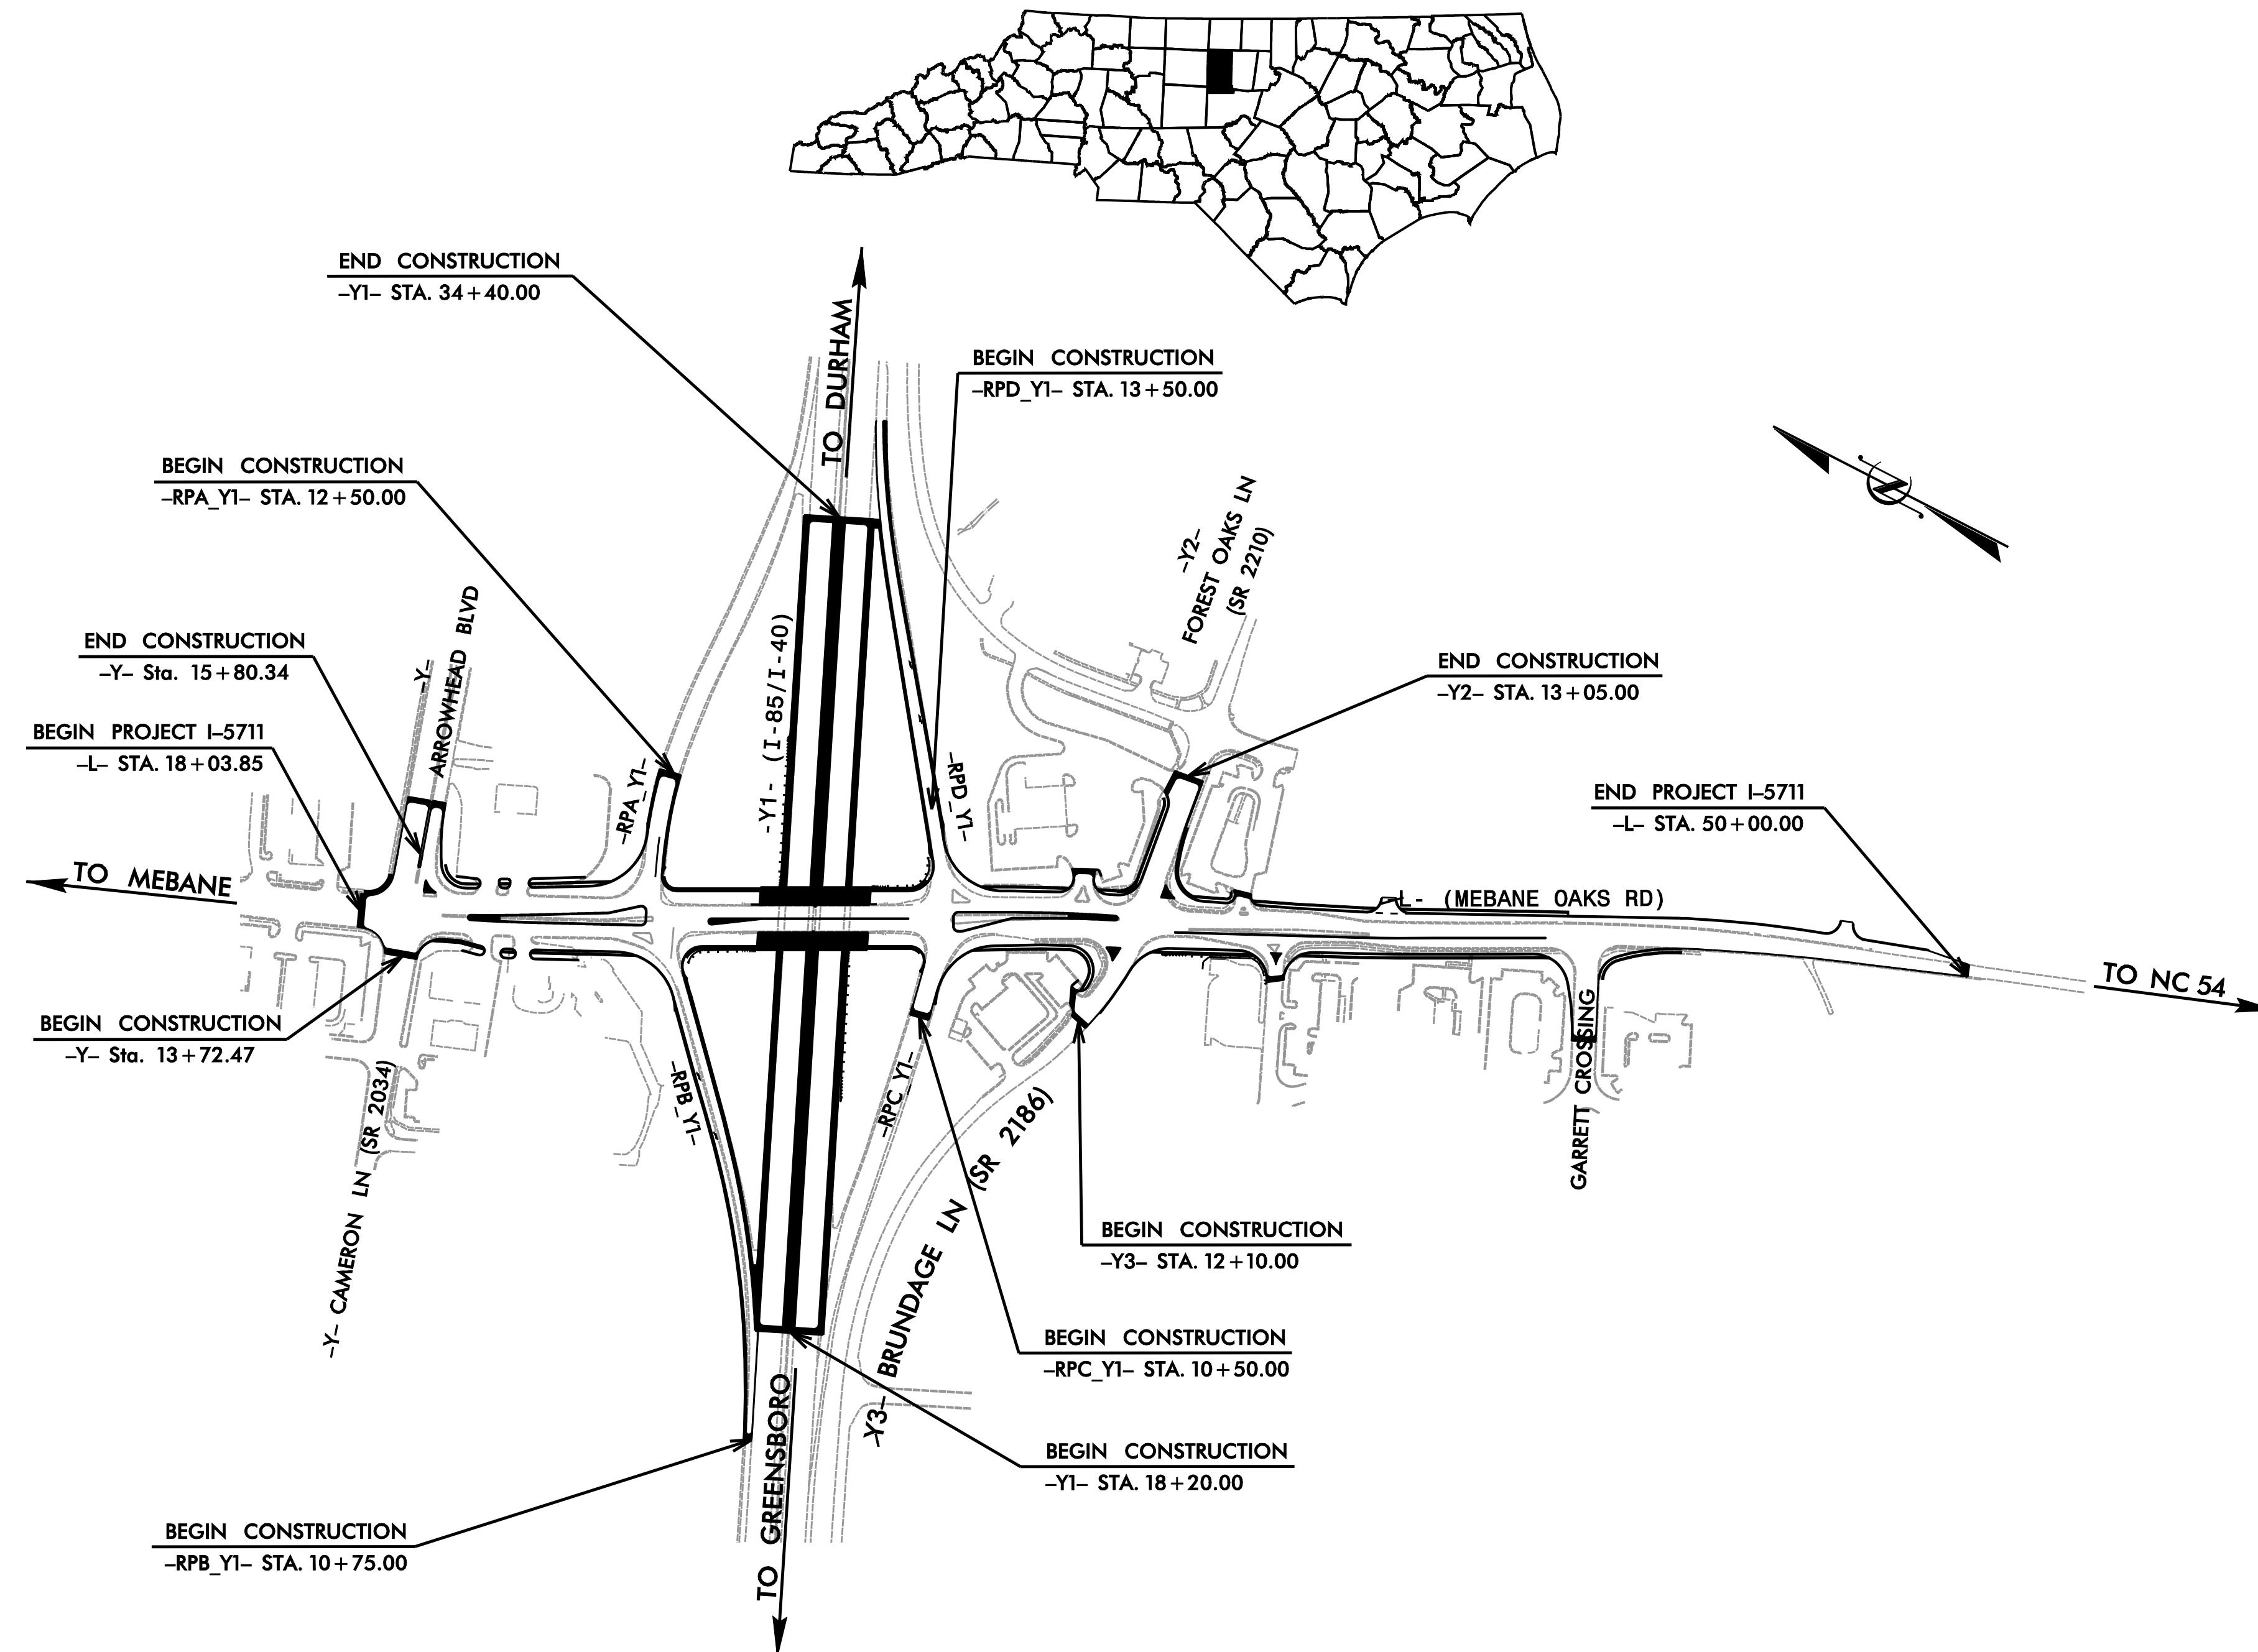 END CONSTRUCTION
–Y1– STA. 34+40.00
TO DURHAM
BEGIN CONSTRUCTION
–RPD_Y1– STA. 13+50.00
BEGIN CONSTRUCTION
–RPA_Y1– STA. 12+50.00
N
–Y2–
FOREST OAKS LN
(SR 2210)
END CONSTRUCTION
–Y– Sta. 15+80.34
–Y–
ARROWHEAD BLVD
-Y1- (I-85/I-40)
END CONSTRUCTION
–Y2– STA. 13+05.00
BEGIN PROJECT I–5711
–L– STA. 18+03.85
–RPA_Y1–
–RPD_Y1–
END PROJECT I–5711
–L– STA. 50+00.00
TO MEBANE
-L- (MEBANE OAKS RD)
TO NC 54
BEGIN CONSTRUCTION
–Y– Sta. 13+72.47
–Y– CAMERON LN (SR 2034)
–RPB_Y1–
–RPC_Y1–
–Y3– BRUNDAGE LN (SR 2186)
GARRETT CROSSING
BEGIN CONSTRUCTION
–Y3– STA. 12+10.00
BEGIN CONSTRUCTION
–RPC_Y1– STA. 10+50.00
BEGIN CONSTRUCTION
–Y1– STA. 18+20.00
TO GREENSBORO
BEGIN CONSTRUCTION
–RPB_Y1– STA. 10+75.00